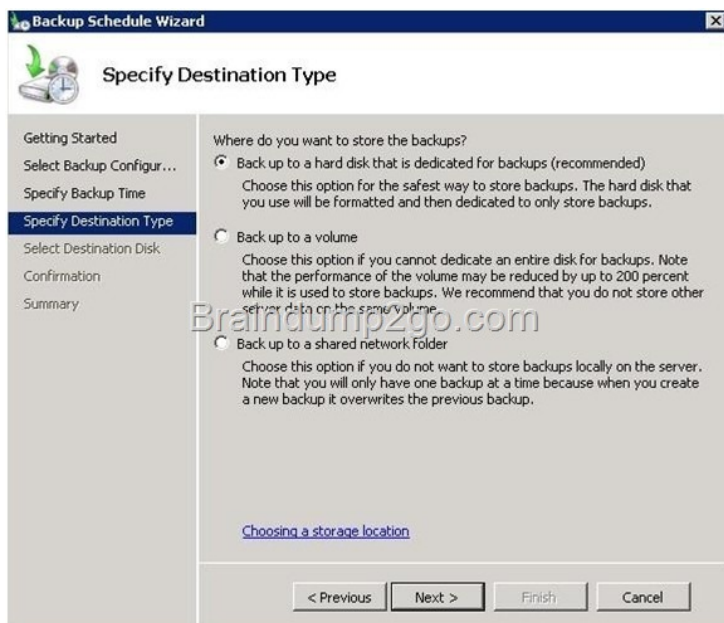 Backup Schedule Wizard
Specify Destination Type
Getting Started
Select Backup Configur...
Specify Backup Time
Specify Destination Type
Select Destination Disk
Confirmation
Summary
Where do you want to store the backups?
Back up to a hard disk that is dedicated for backups (recommended)
Choose this option for the safest way to store backups. The hard disk that
you use will be formatted and then dedicated to only store backups.
Back up to a volume
Choose this option if you cannot dedicate an entire disk for backups. Note
that the performance of the volume may be reduced by up to 200 percent
while it is used to store backups. We recommend that you do not store other
server data on the same volume.
Braindump2go.com
Back up to a shared network folder
Choose this option if you do not want to store backups locally on the server.
Note that you will only have one backup at a time because when you create
a new backup it overwrites the previous backup.
Choosing a storage location
< Previous
Next >
Finish
Cancel